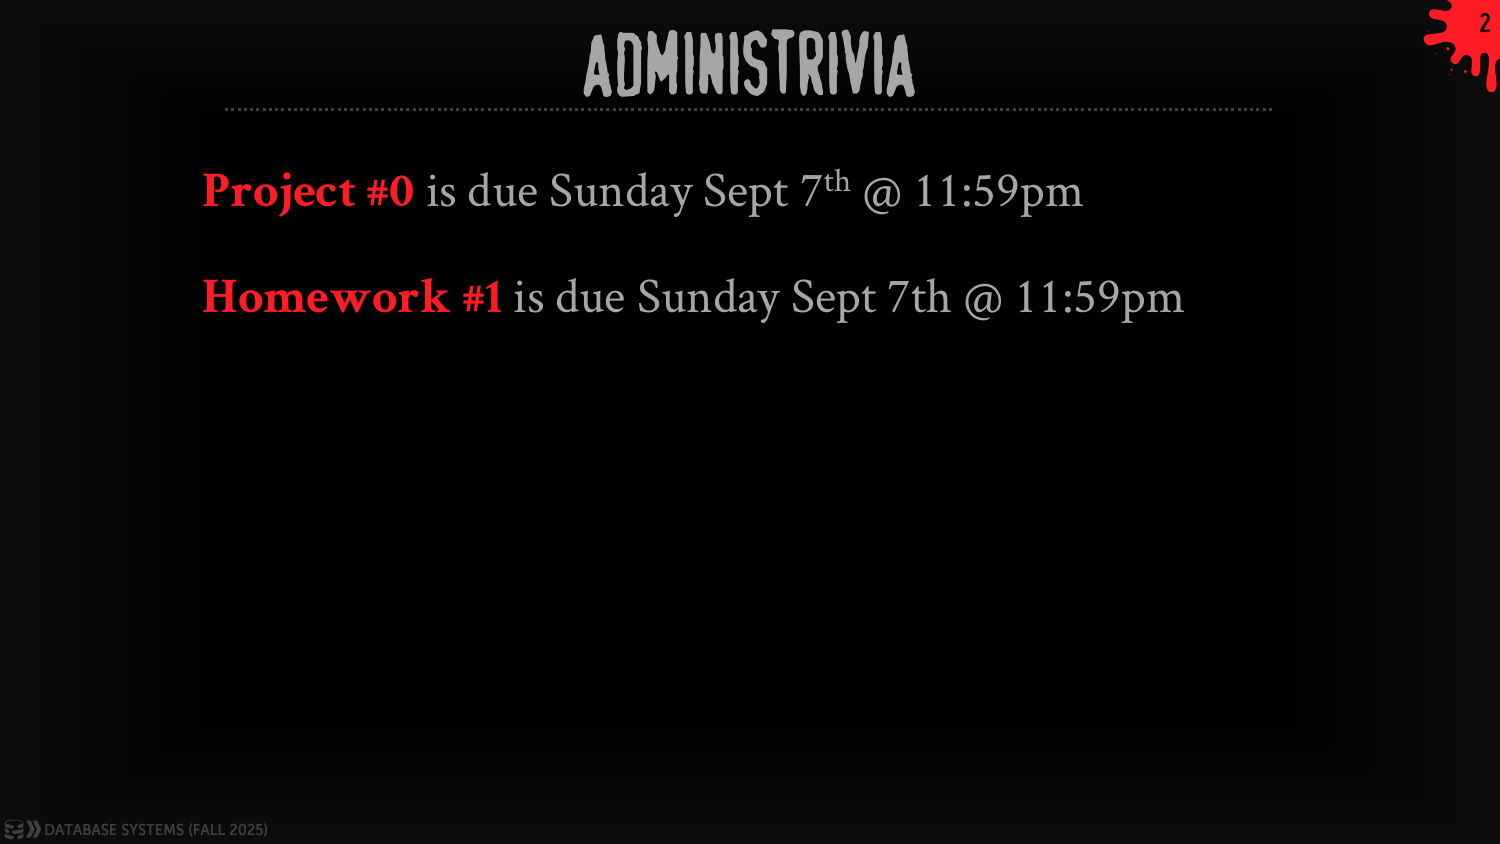 ADMINISTRIVIA
2
Project #0 is due Sunday Sept 7th @ 11:59pm
Homework #1 is due Sunday Sept 7th @ 11:59pm
DATABASE SYSTEMS (FALL 2025)